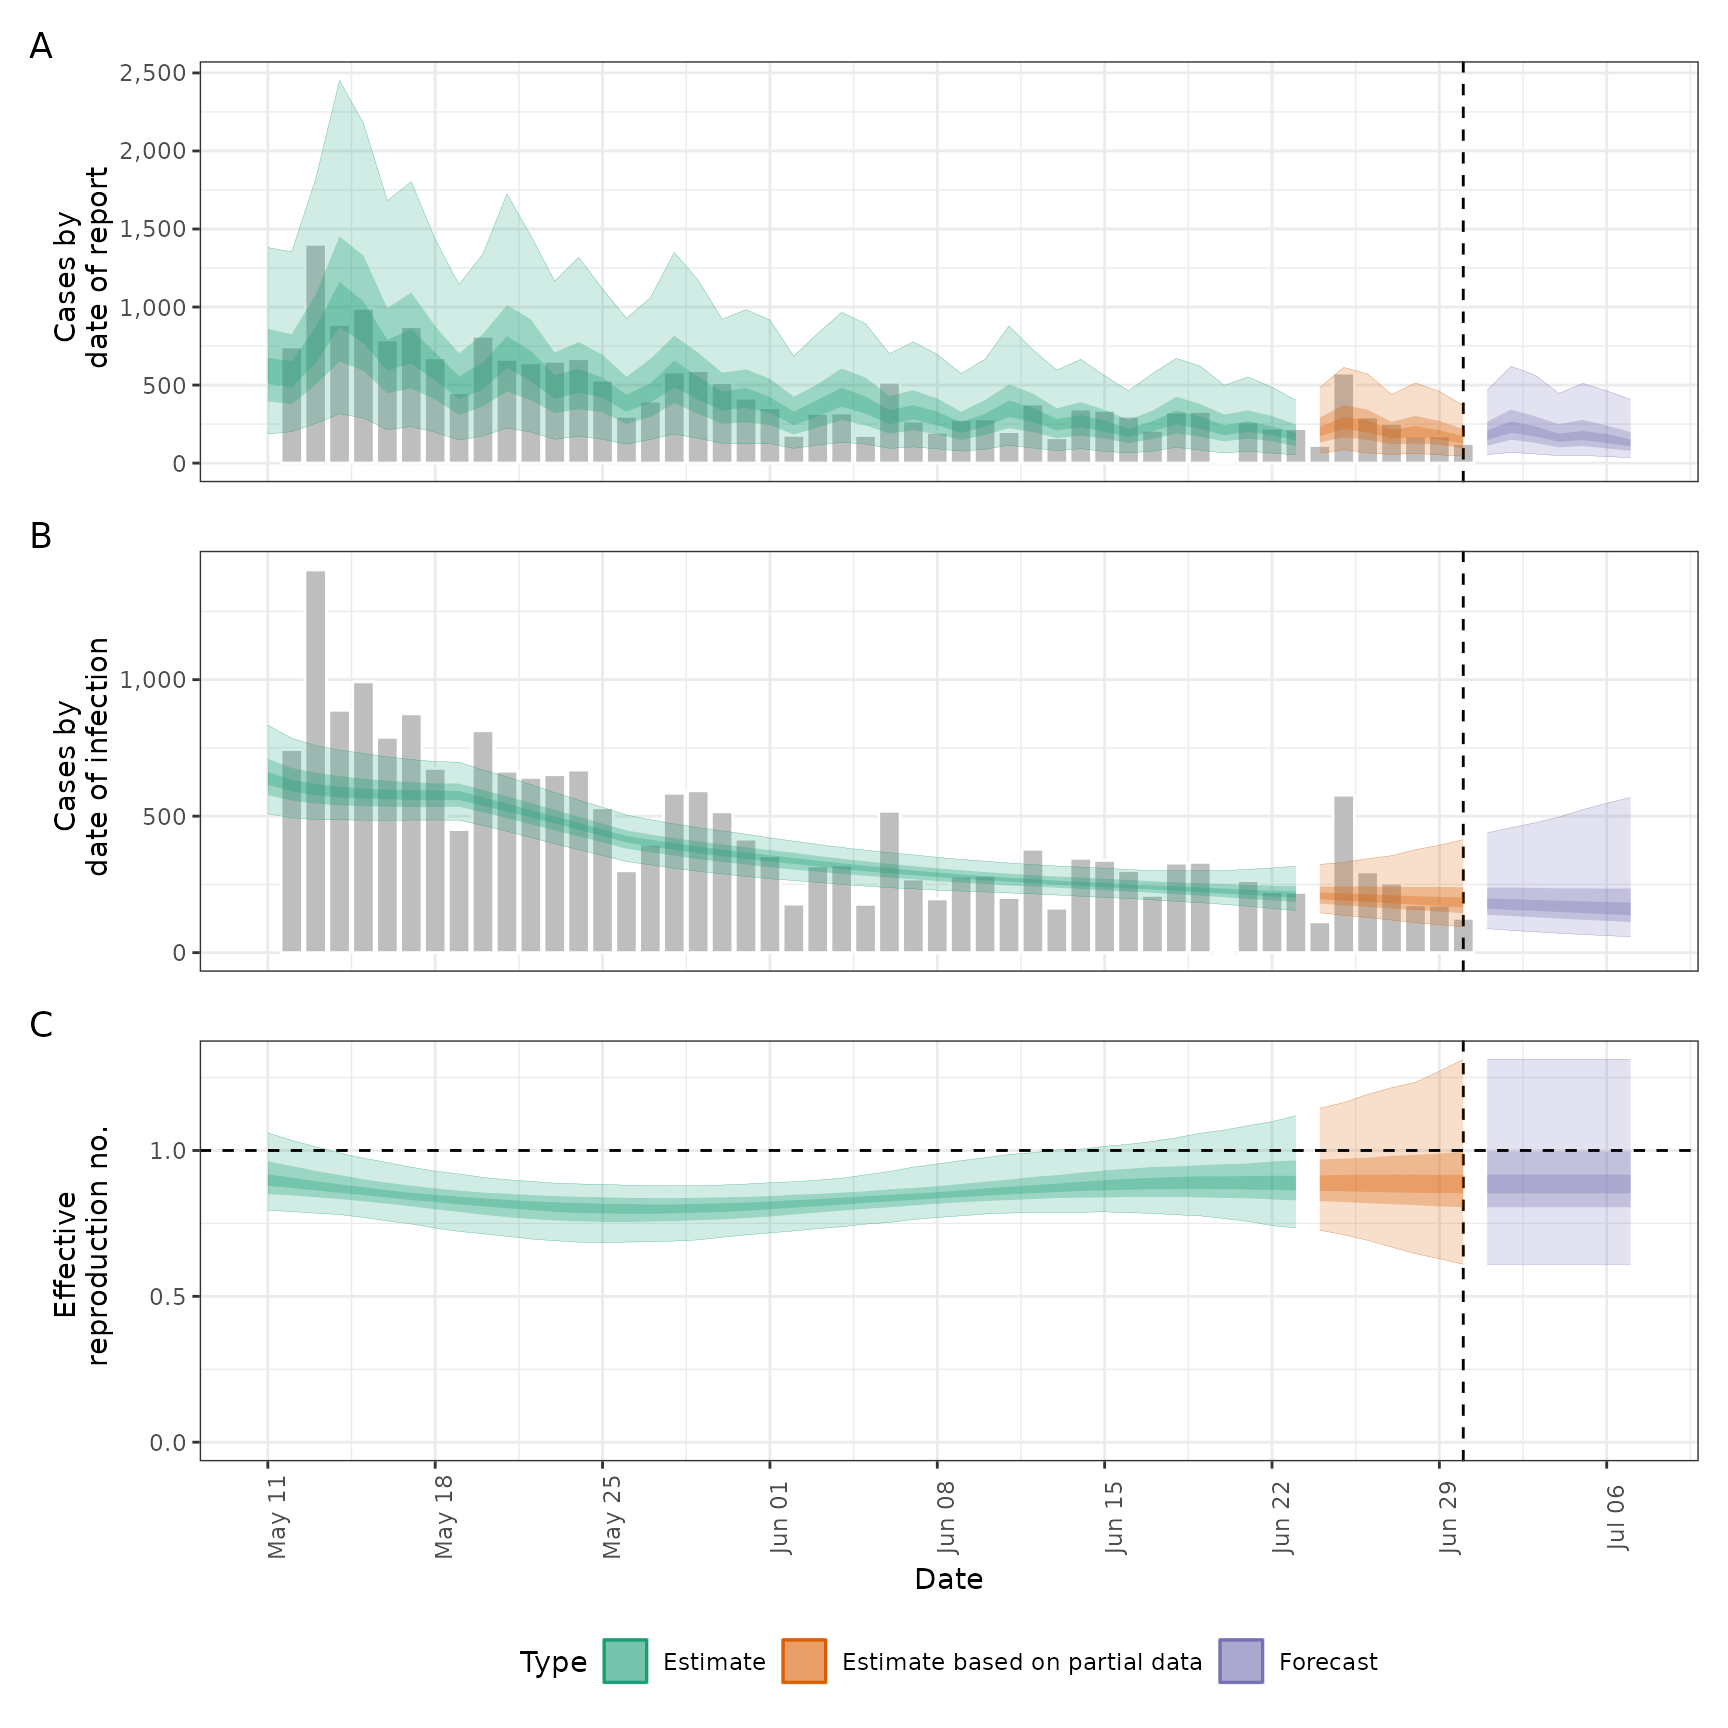 A
Cases by
date of report
2,500
2,000
1,500
1,000
500
0
B
Cases by
date of infection
1,000
500
0
C
Effective
reproduction no.
1.0
0.5
0.0
May 11
May 18
May 25
Jun 01
Jun 08
Jun 15
Jun 22
Jun 29
Jul 06
Date
Type
Estimate
Estimate based on partial data
Forecast